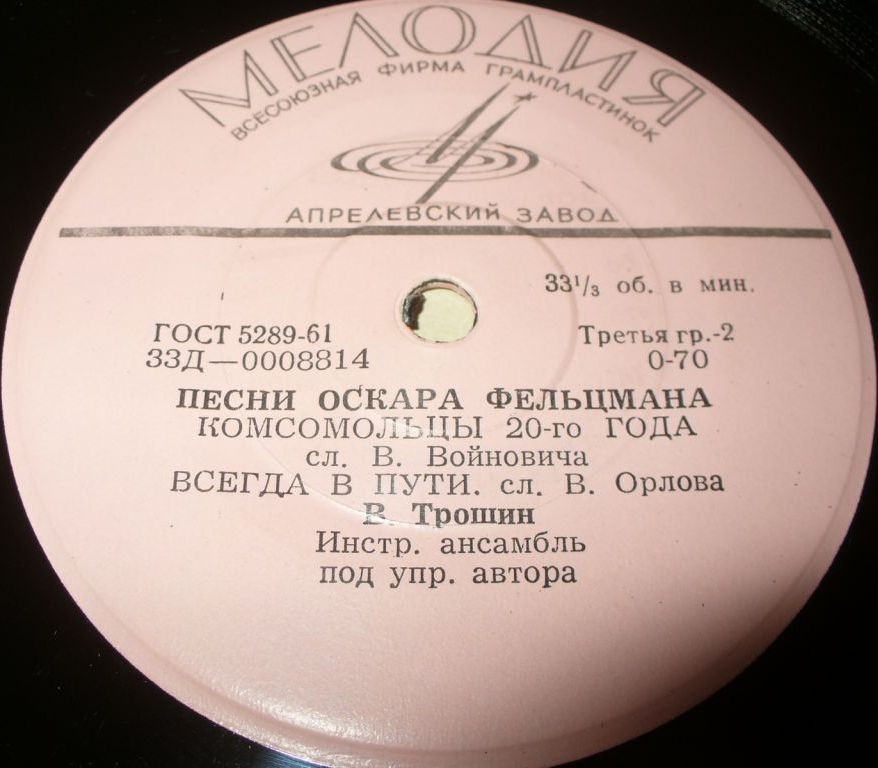 МЕЛОДИЯ
ВСЕСОЮЗНАЯ ФИРМА ГРАМПЛАСТИНОК
АПРЕЛЕВСКИЙ ЗАВОД
33¹/₃ об. в мин.
ГОСТ 5289-61 Третья гр.-2
33Д—0008814 0-70
ПЕСНИ ОСКАРА ФЕЛЬЦМАНА
КОМСОМОЛЬЦЫ 20-го ГОДА
сл. В. Войновича
ВСЕГДА В ПУТИ. сл. В. Орлова
В. Трошин
Инстр. ансамбль
под упр. автора